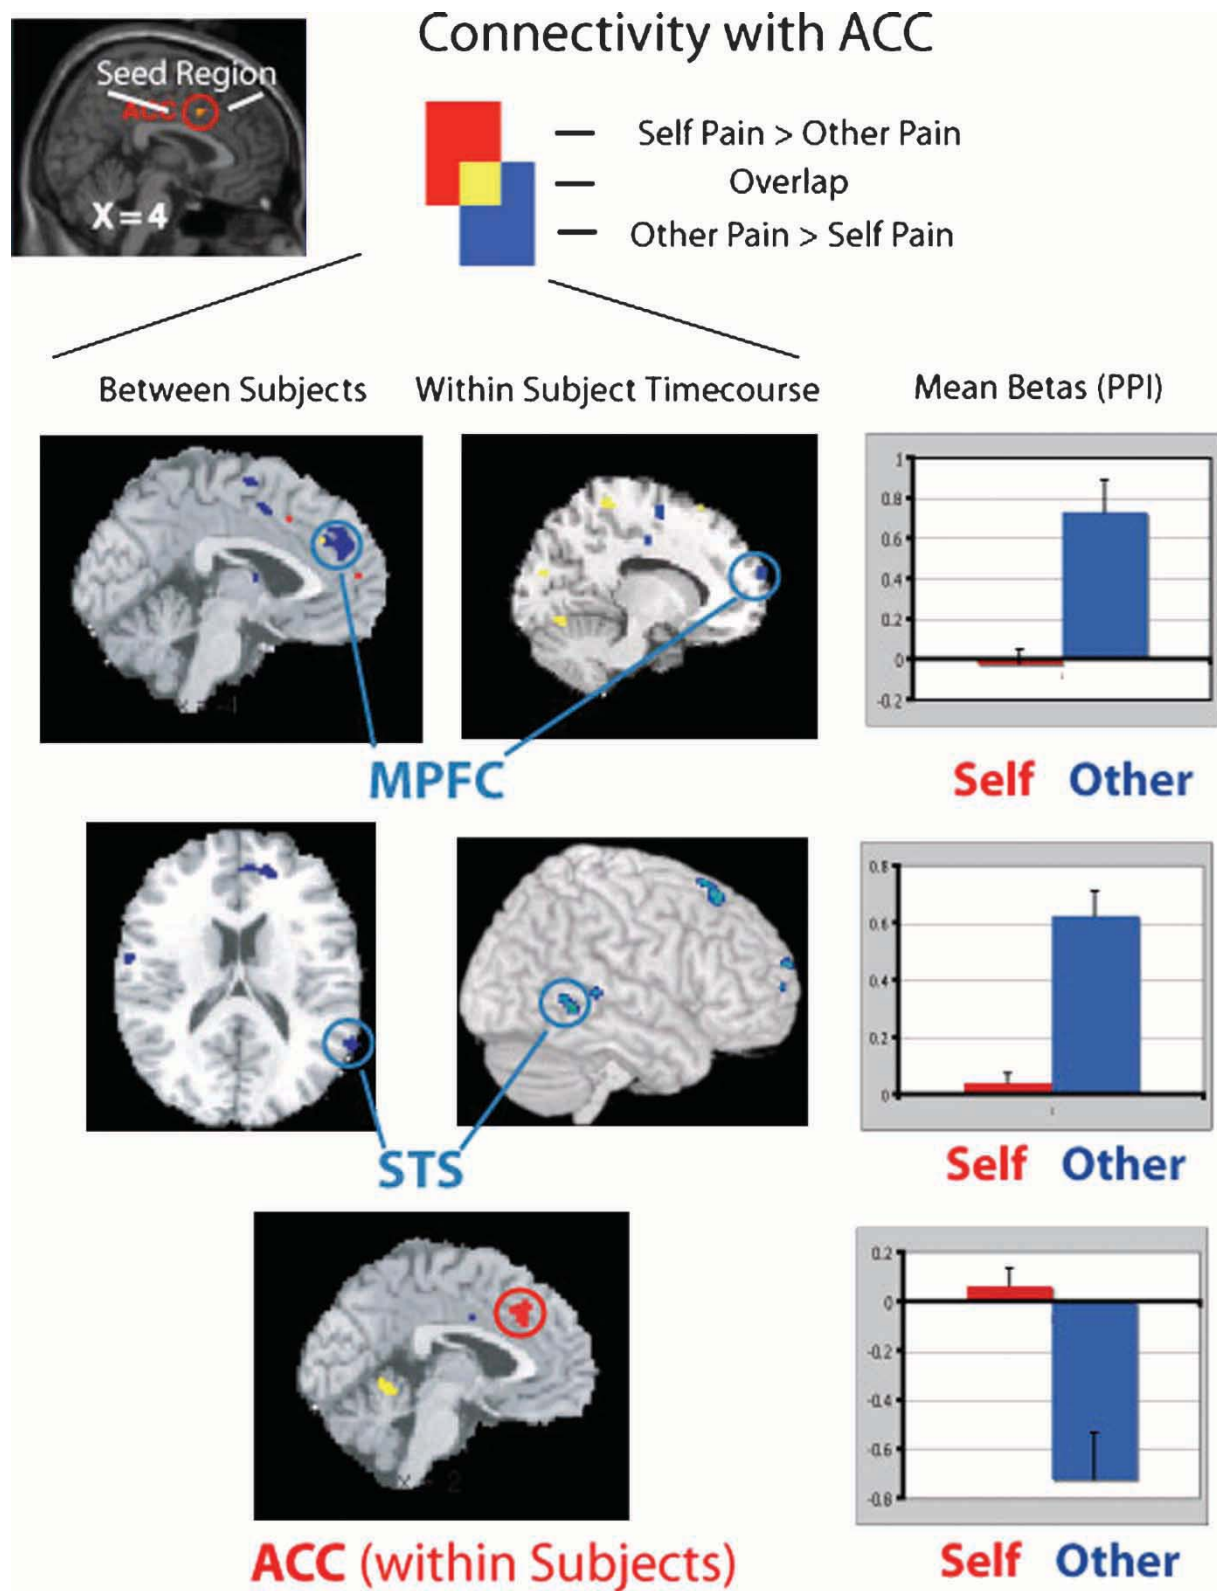 Connectivity with ACC
Seed Region
ACC
X=4
Self Pain > Other Pain
Overlap
Other Pain > Self Pain
Between Subjects
Within Subject Timecourse
Mean Betas (PPI)
1
0.8
0.6
0.4
0.2
0
-0.2
MPFC
Self Other
0.8
0.6
0.4
0.2
0
STS
Self Other
0.2
0
-0.2
-0.4
-0.6
-0.8
ACC (within Subjects)
Self Other